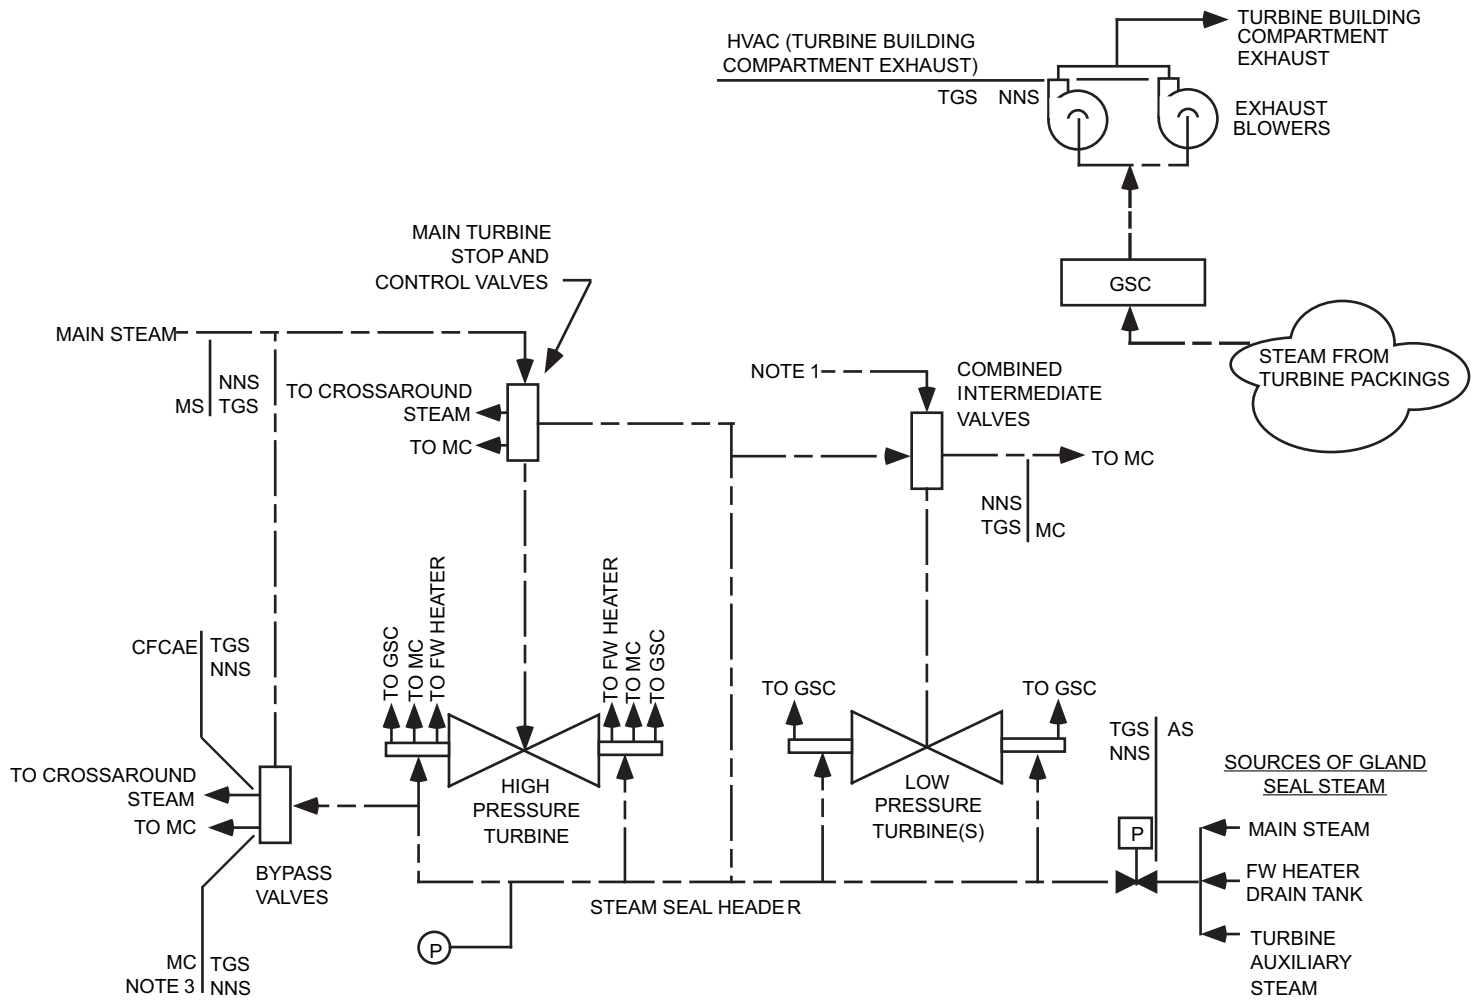 HVAC (TURBINE BUILDING
COMPARTMENT EXHAUST)
TGS NNS
TURBINE BUILDING
COMPARTMENT
EXHAUST
EXHAUST
BLOWERS
GSC
STEAM FROM
TURBINE PACKINGS
MAIN TURBINE
STOP AND
CONTROL VALVES
MAIN STEAM
NNS
MS TGS
TO CROSSAROUND
STEAM
TO MC
NOTE 1
COMBINED
INTERMEDIATE
VALVES
TO MC
NNS
TGS MC
CFCAE TGS
NNS
TO GSC
TO MC
TO FW HEATER
TO FW HEATER
TO MC
TO GSC
HIGH
PRESSURE
TURBINE
TO GSC
TO GSC
LOW
PRESSURE
TURBINE(S)
TO CROSSAROUND
STEAM
TO MC
BYPASS
VALVES
MC TGS
NOTE 3 NNS
P
STEAM SEAL HEADER
TGS AS
NNS
P
SOURCES OF GLAND
SEAL STEAM
MAIN STEAM
FW HEATER
DRAIN TANK
TURBINE
AUXILIARY
STEAM